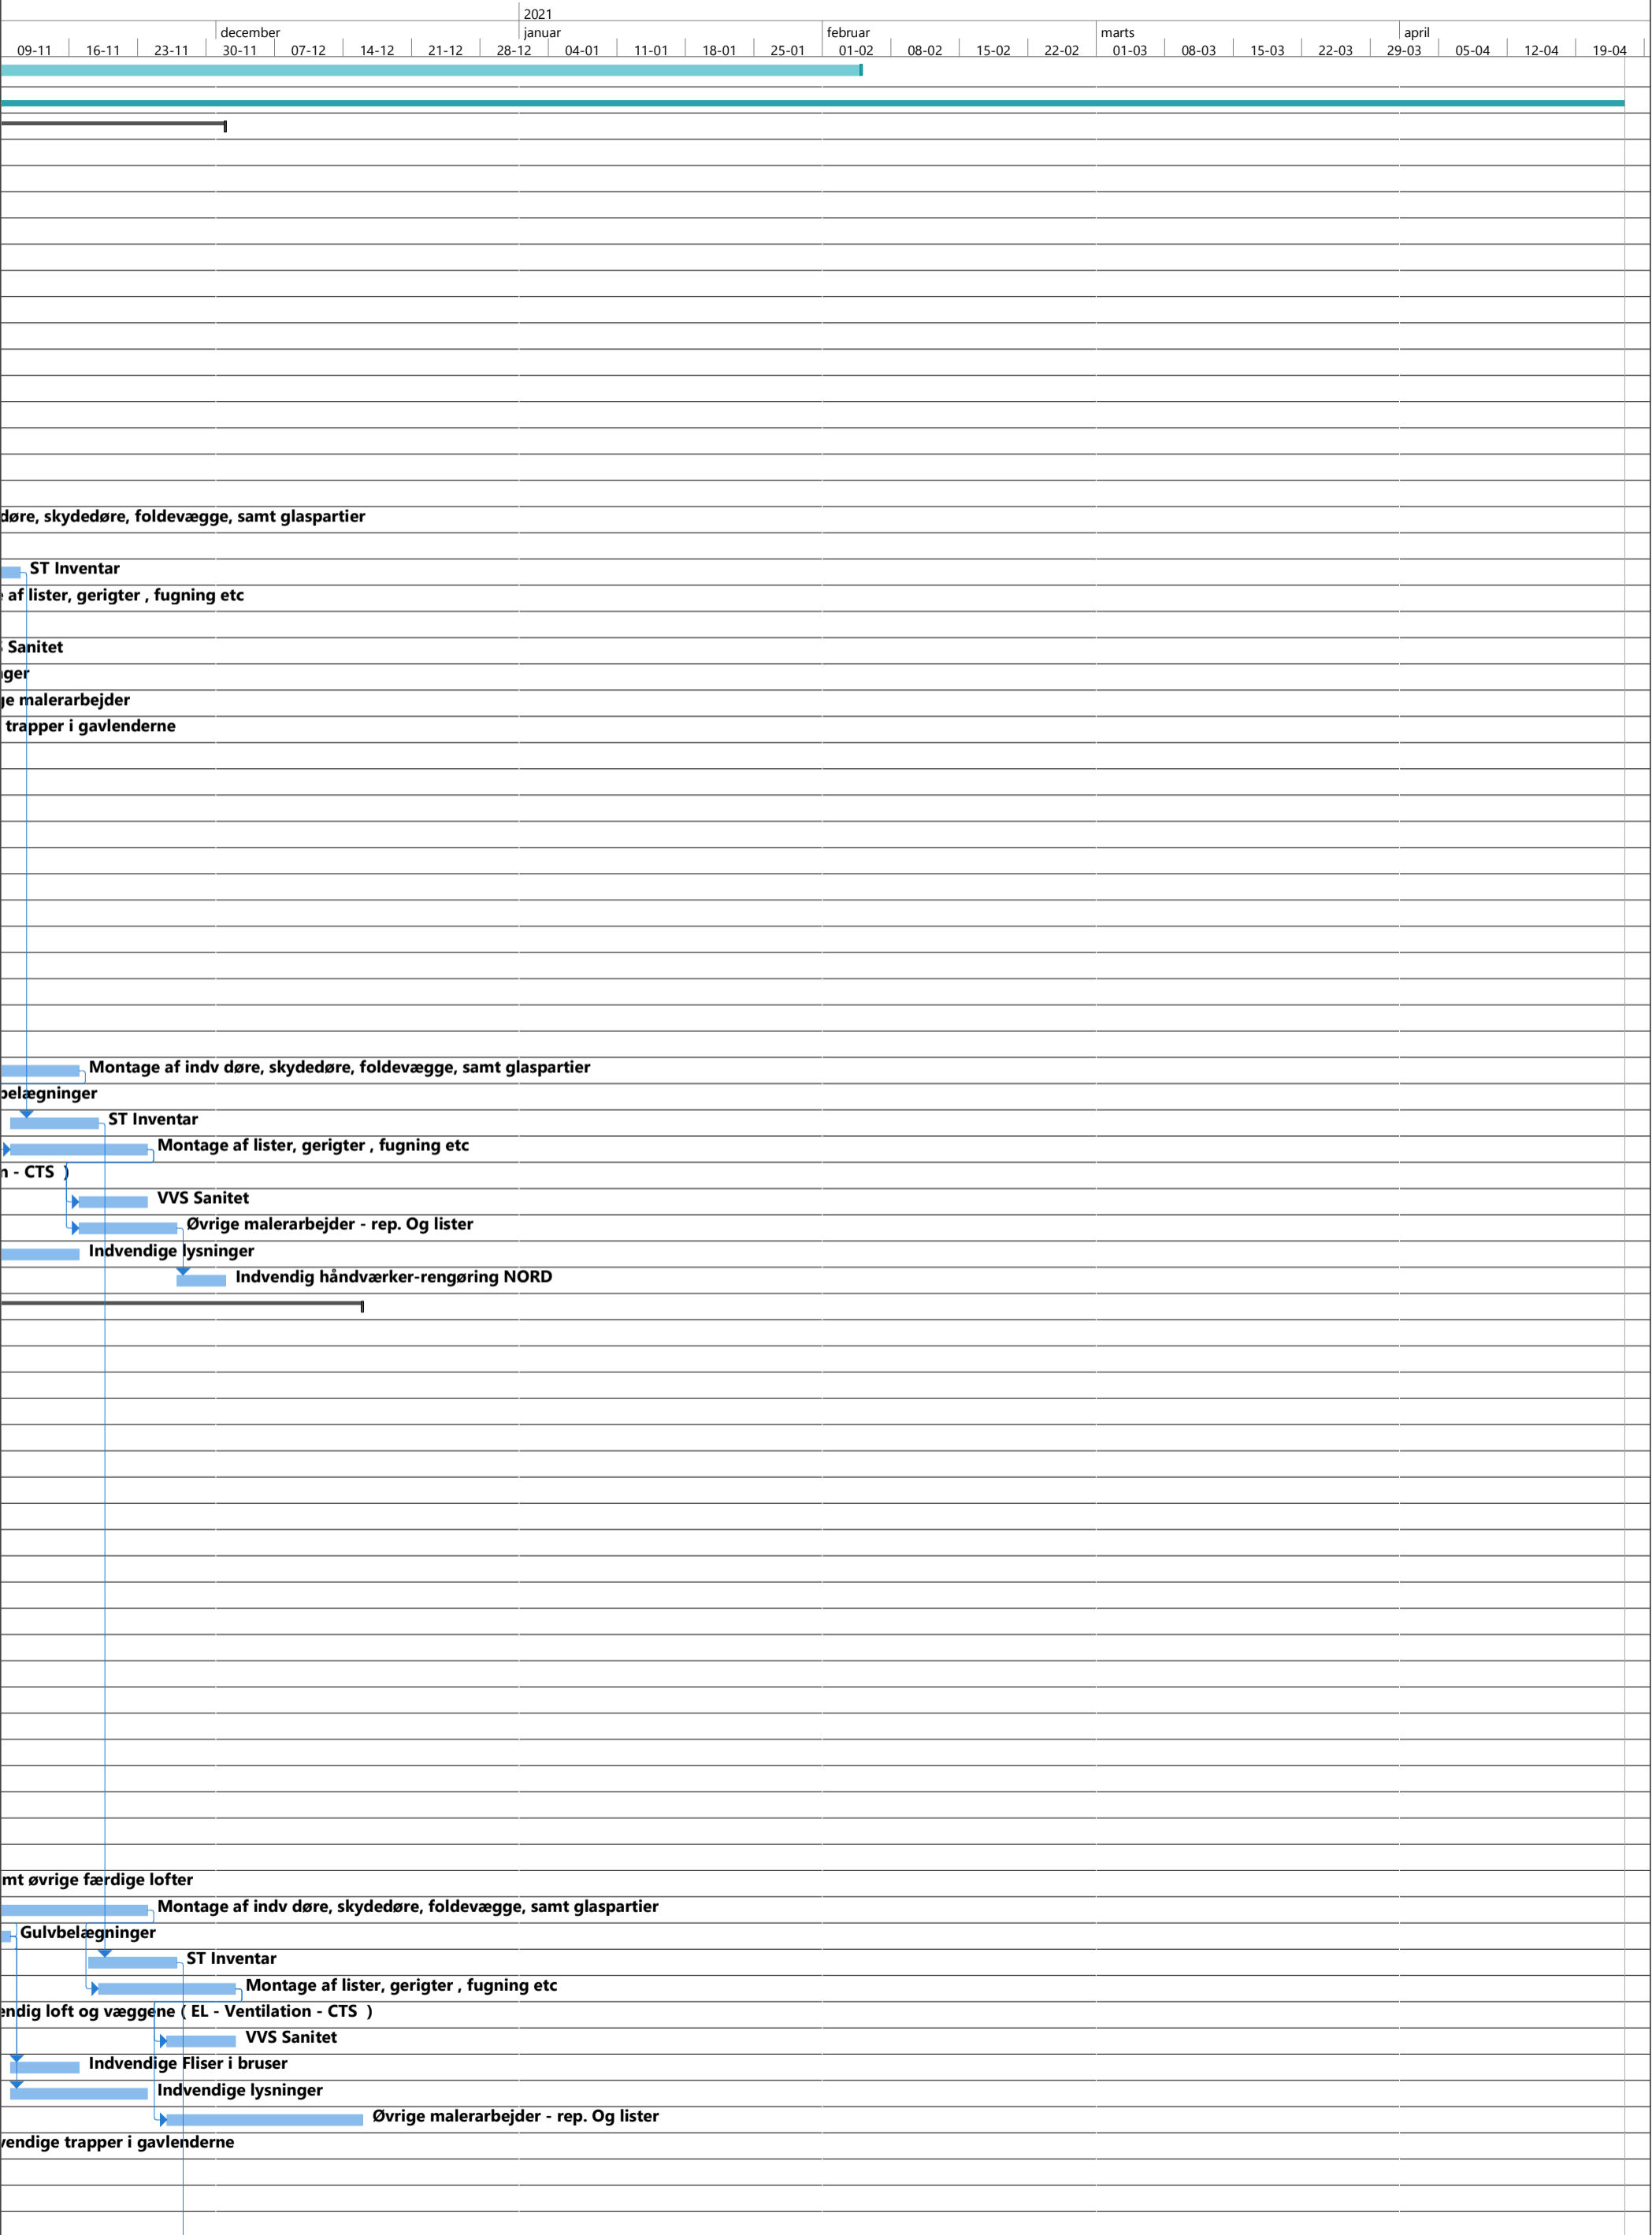 2021
december januar februar marts april
09-11 16-11 23-11 30-11 07-12 14-12 21-12 28-12 04-01 11-01 18-01 25-01 01-02 08-02 15-02 22-02 01-03 08-03 15-03 22-03 29-03 05-04 12-04 19-04
døre, skydedøre, foldevægge, samt glaspartier
ST Inventar
af lister, gerigter , fugning etc
Sanitet
malerarbejder
trapper i gavlenderne
Montage af indv døre, skydedøre, foldevægge, samt glaspartier
belægninger
ST Inventar
Montage af lister, gerigter , fugning etc
n - CTS )
VVS Sanitet
Øvrige malerarbejder - rep. Og lister
Indvendige lysninger
Indvendig håndværker-rengøring NORD
mt øvrige færdige lofter
Montage af indv døre, skydedøre, foldevægge, samt glaspartier
Gulvbelægninger
ST Inventar
Montage af lister, gerigter , fugning etc
endig loft og væggene ( EL - Ventilation - CTS )
VVS Sanitet
Indvendige Fliser i bruser
Indvendige lysninger
Øvrige malerarbejder - rep. Og lister
vendige trapper i gavlenderne